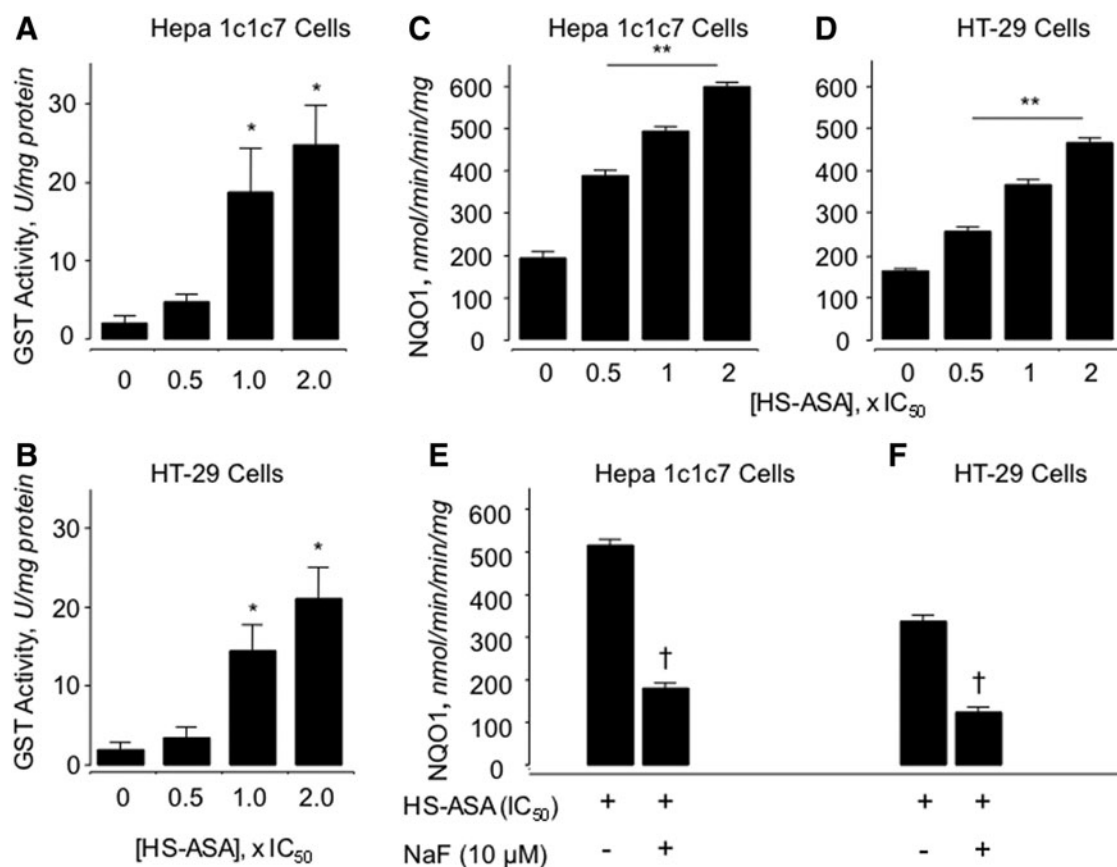 A
Hepa 1c1c7 Cells
GST Activity, U/mg protein
30
20
10
0
*
*
0 0.5 1.0 2.0
B
HT-29 Cells
GST Activity, U/mg protein
30
20
10
0
*
*
0 0.5 1.0 2.0
[HS-ASA], x IC50
C
Hepa 1c1c7 Cells
**
NQO1, nmol/min/min/mg
600
500
400
300
200
100
0
0 0.5 1 2
D
HT-29 Cells
**
600
500
400
300
200
100
0
0 0.5 1 2
[HS-ASA], x IC50
E
Hepa 1c1c7 Cells
NQO1, nmol/min/min/mg
600
500
400
300
200
100
0
†
F
HT-29 Cells
†
HS-ASA (IC50) + + + +
NaF (10 µM) - + - +